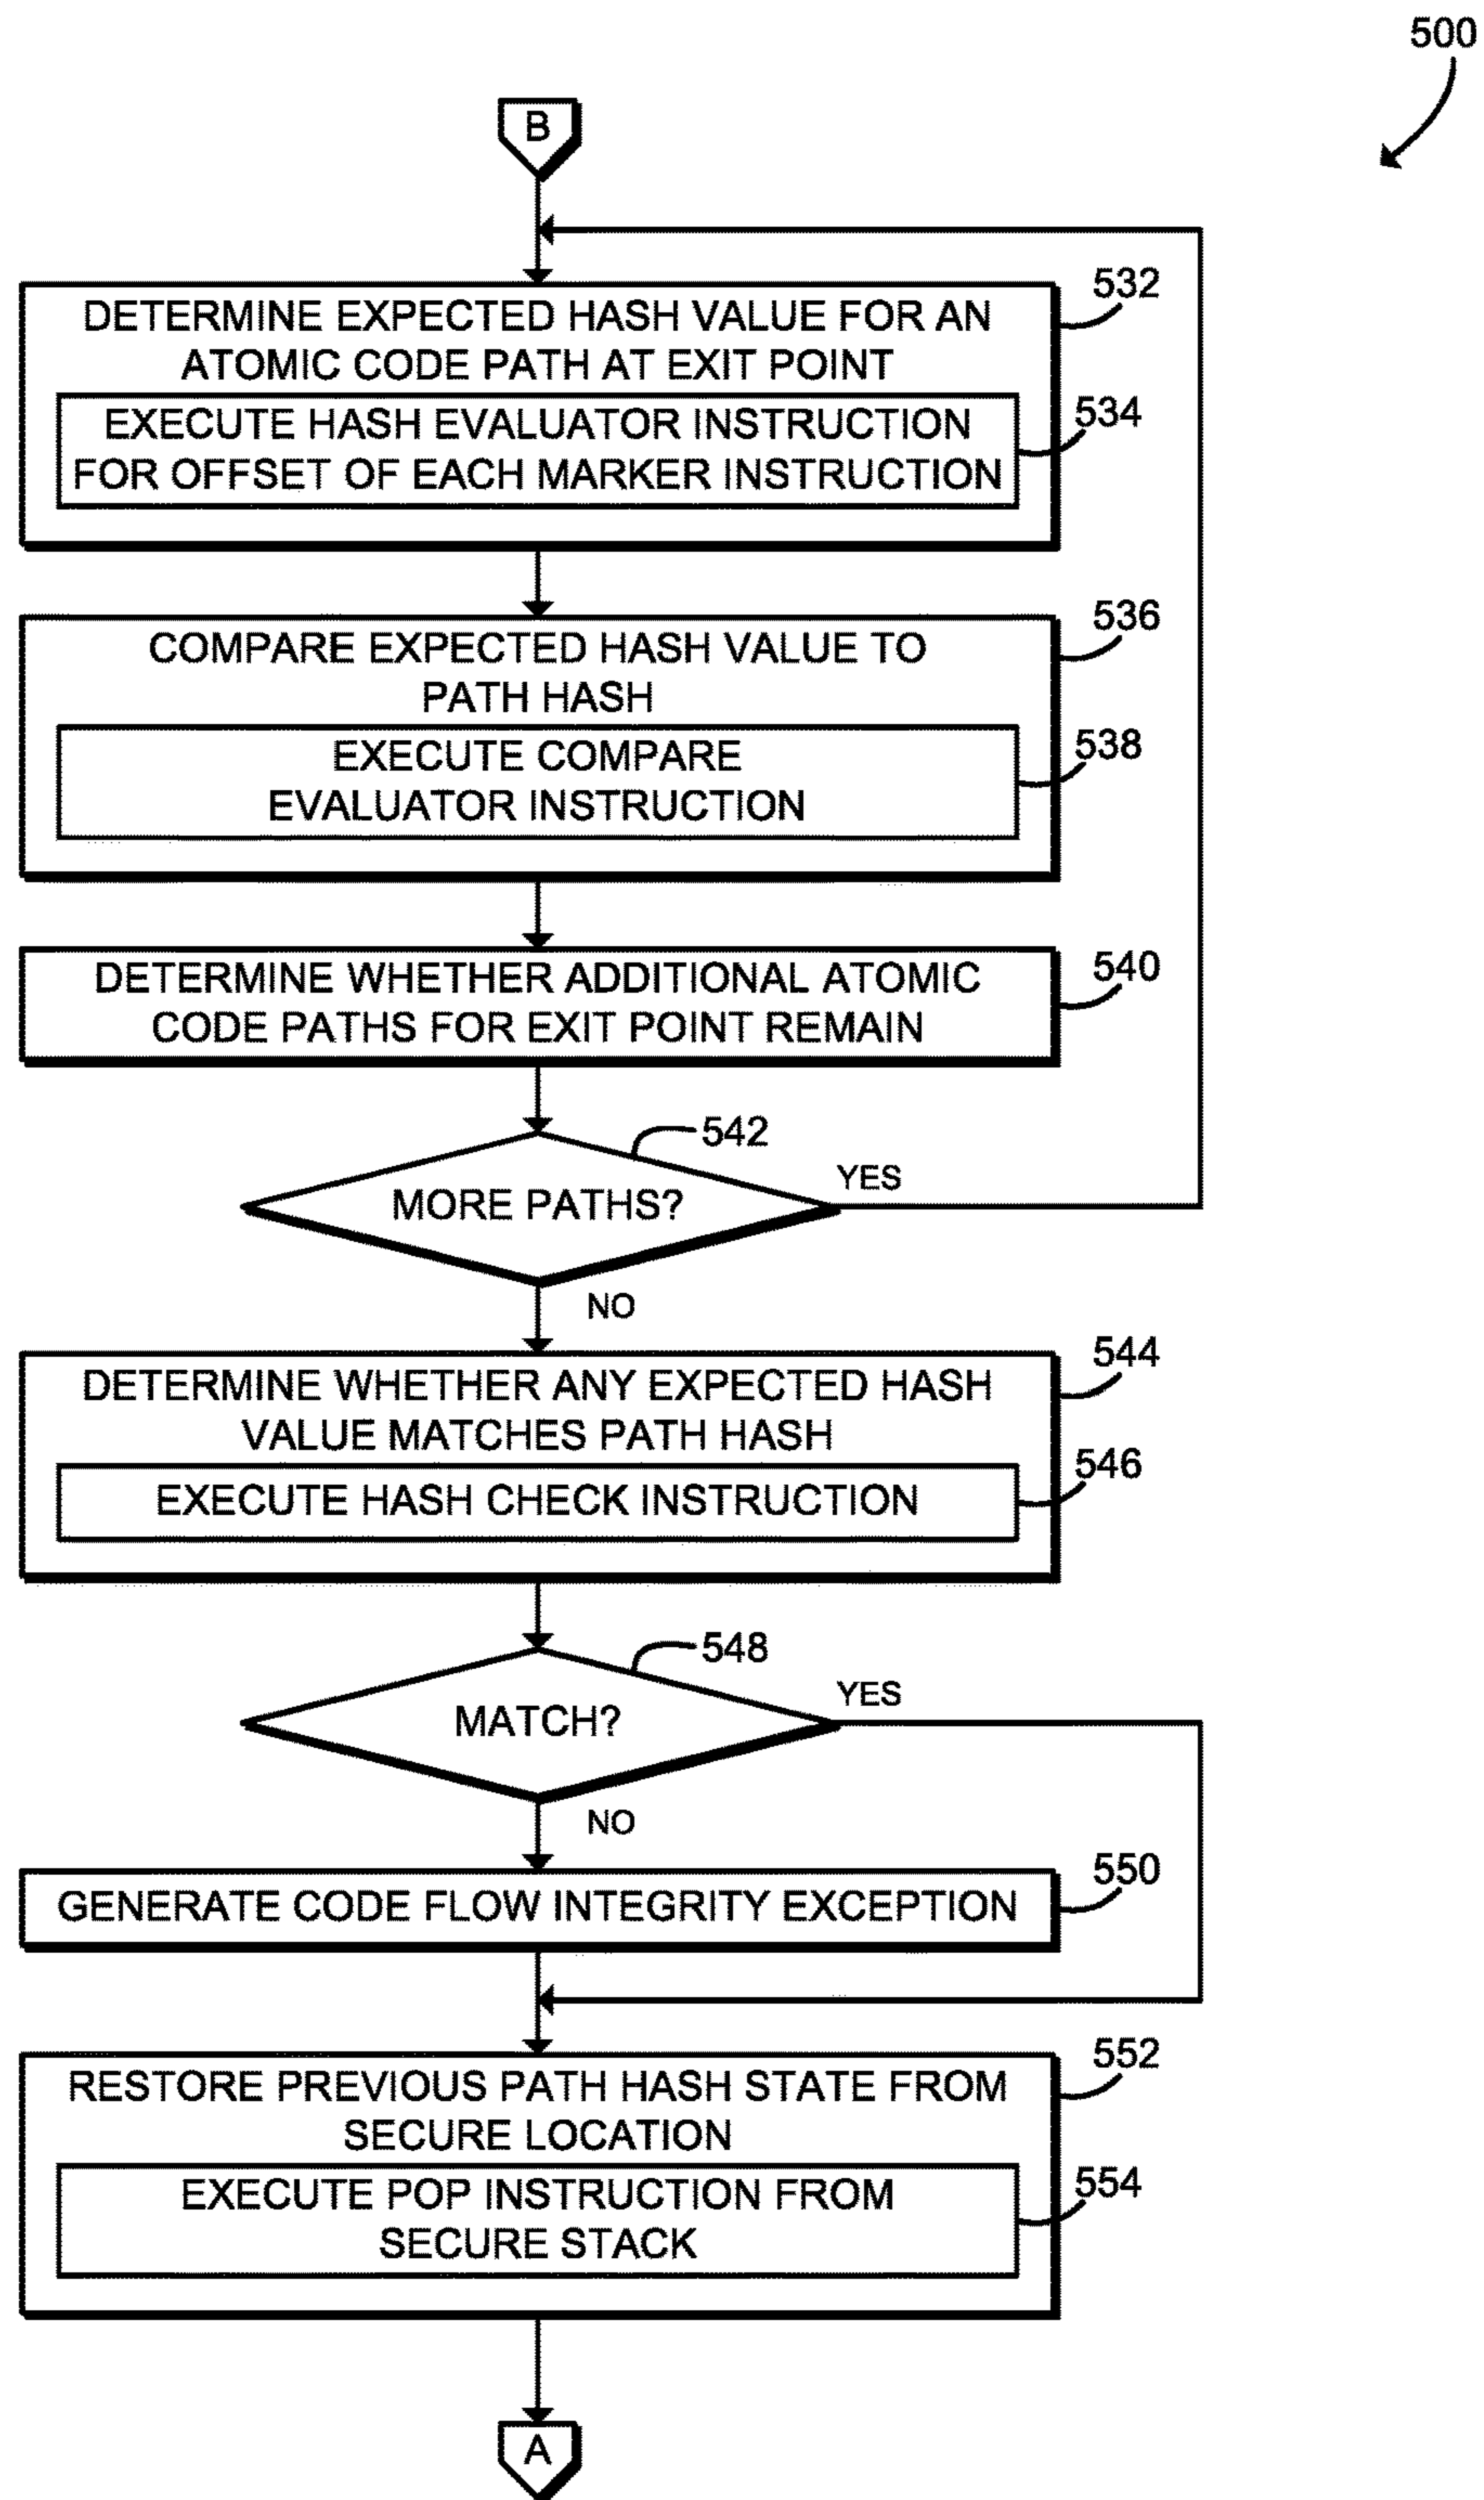 500
B
DETERMINE EXPECTED HASH VALUE FOR AN
ATOMIC CODE PATH AT EXIT POINT
532
EXECUTE HASH EVALUATOR INSTRUCTION
FOR OFFSET OF EACH MARKER INSTRUCTION
534
COMPARE EXPECTED HASH VALUE TO
PATH HASH
536
EXECUTE COMPARE
EVALUATOR INSTRUCTION
538
DETERMINE WHETHER ADDITIONAL ATOMIC
CODE PATHS FOR EXIT POINT REMAIN
540
542
MORE PATHS?
YES
NO
DETERMINE WHETHER ANY EXPECTED HASH
VALUE MATCHES PATH HASH
544
EXECUTE HASH CHECK INSTRUCTION
546
548
MATCH?
YES
NO
GENERATE CODE FLOW INTEGRITY EXCEPTION
550
RESTORE PREVIOUS PATH HASH STATE FROM
SECURE LOCATION
552
EXECUTE POP INSTRUCTION FROM
SECURE STACK
554
A